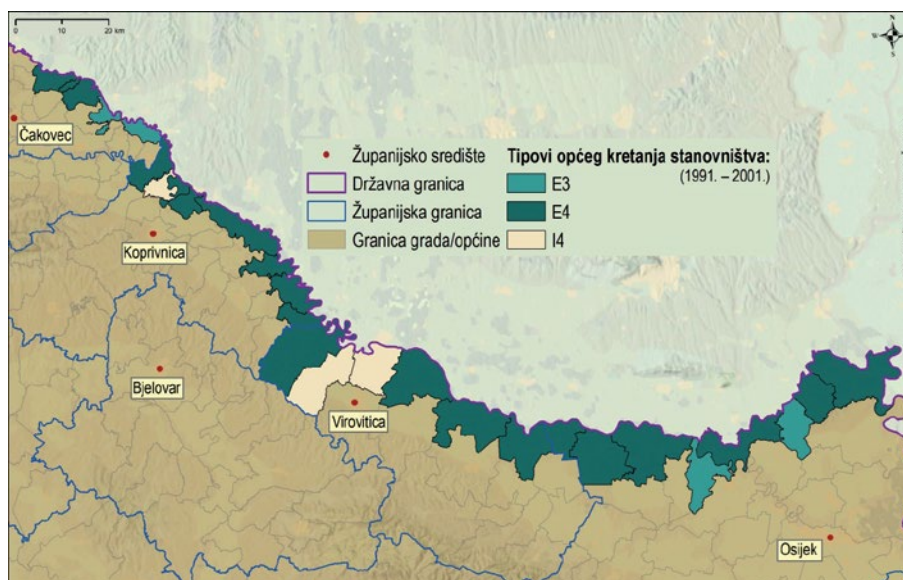 0 10 20 km
N
W E
S
Čakovec
Koprivnica
Bjelovar
Virovitica
Osijek
Županijsko središte
Državna granica
Županijska granica
Granica grada/općine
Tipovi općeg kretanja stanovništva:
(1991. – 2001.)
E3
E4
I4